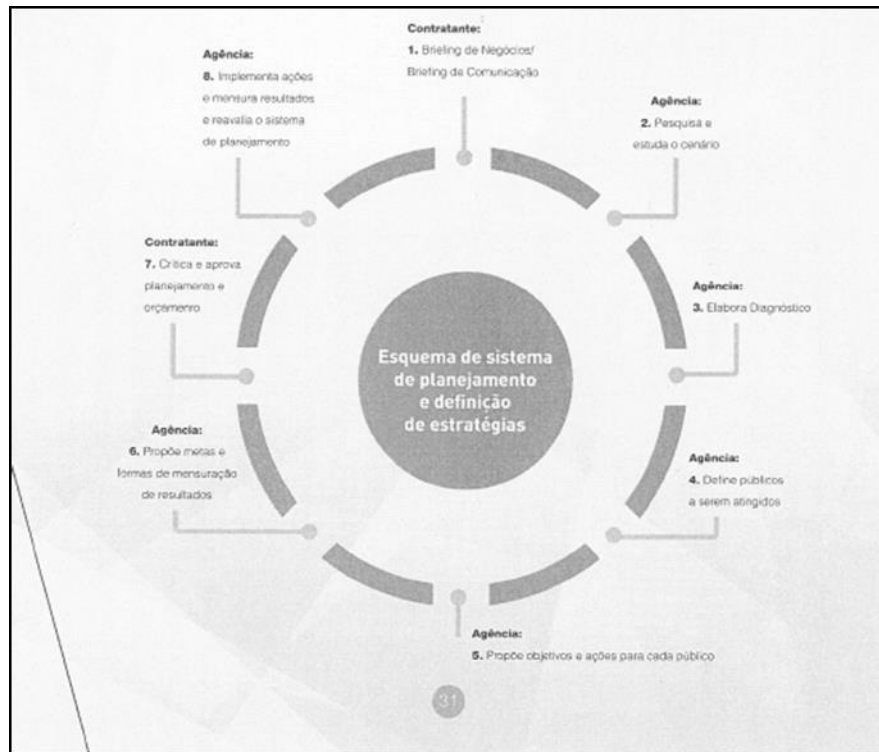 Contratante:
1. Briefing de Negócios/
Briefing de Comunicação
Agência:
2. Pesquisa e
estuda o cenário
Agência:
3. Elabora Diagnóstico
Agência:
4. Define públicos
a serem atingidos
Agência:
5. Propõe objetivos e ações para cada público
Agência:
6. Propõe metas e
formas de mensuração
de resultados
Contratante:
7. Critica e aprova
planejamento e
orçamento
Agência:
8. Implementa ações
e mensura resultados
e reavalia o sistema
de planejamento
Esquema de sistema
de planejamento
e definição
de estratégias
31